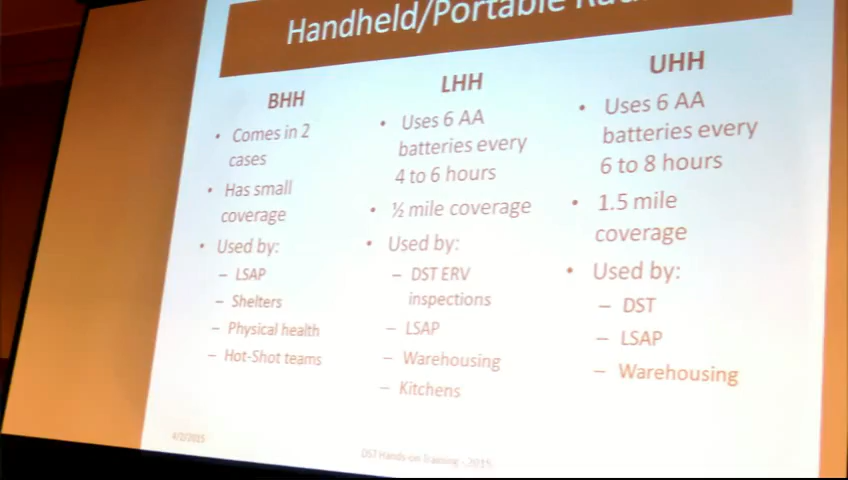 Handheld/Portable
BHH
• Comes in 2
cases
• Has small
coverage
• Used by:
– LSAP
– Shelters
– Physical health
– Hot-Shot teams
LHH
• Uses 6 AA
batteries every
4 to 6 hours
• ½ mile coverage
• Used by:
– DST ERV
inspections
– LSAP
– Warehousing
– Kitchens
UHH
• Uses 6 AA
batteries every
6 to 8 hours
• 1.5 mile
coverage
• Used by:
– DST
– LSAP
– Warehousing
4/2/2015
DST Hands-on Training - 2015